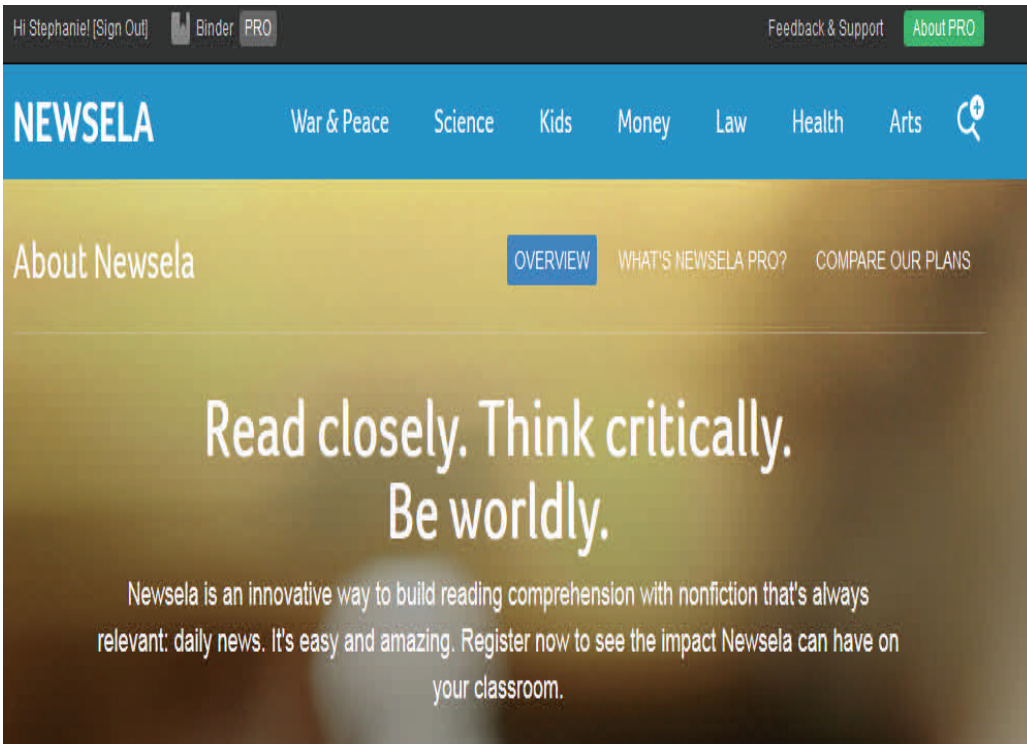 Hi Stephanie! [Sign Out] Binder PRO Feedback & Support About PRO
NEWSELA War & Peace Science Kids Money Law Health Arts
About Newsela OVERVIEW WHAT'S NEWSELA PRO? COMPARE OUR PLANS
Read closely. Think critically.
Be worldly.
Newsela is an innovative way to build reading comprehension with nonfiction that's always
relevant: daily news. It's easy and amazing. Register now to see the impact Newsela can have on
your classroom.